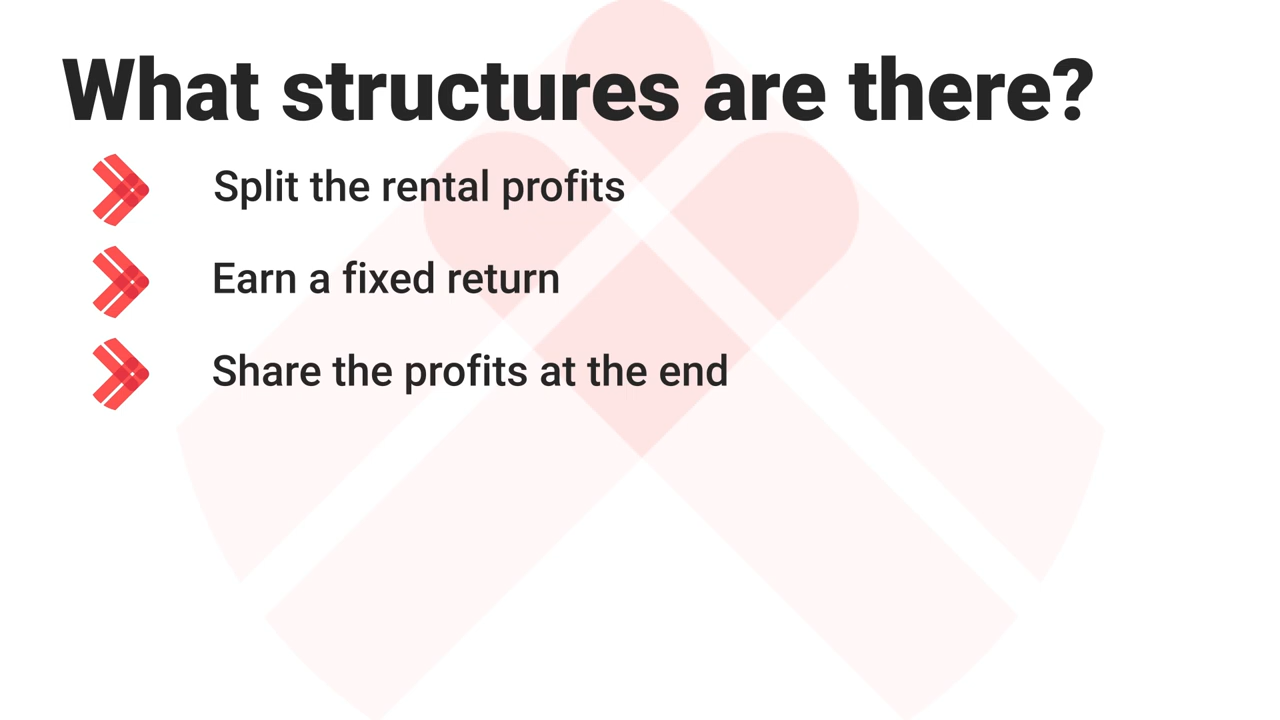 What structures are there?
Split the rental profits
Earn a fixed return
Share the profits at the end